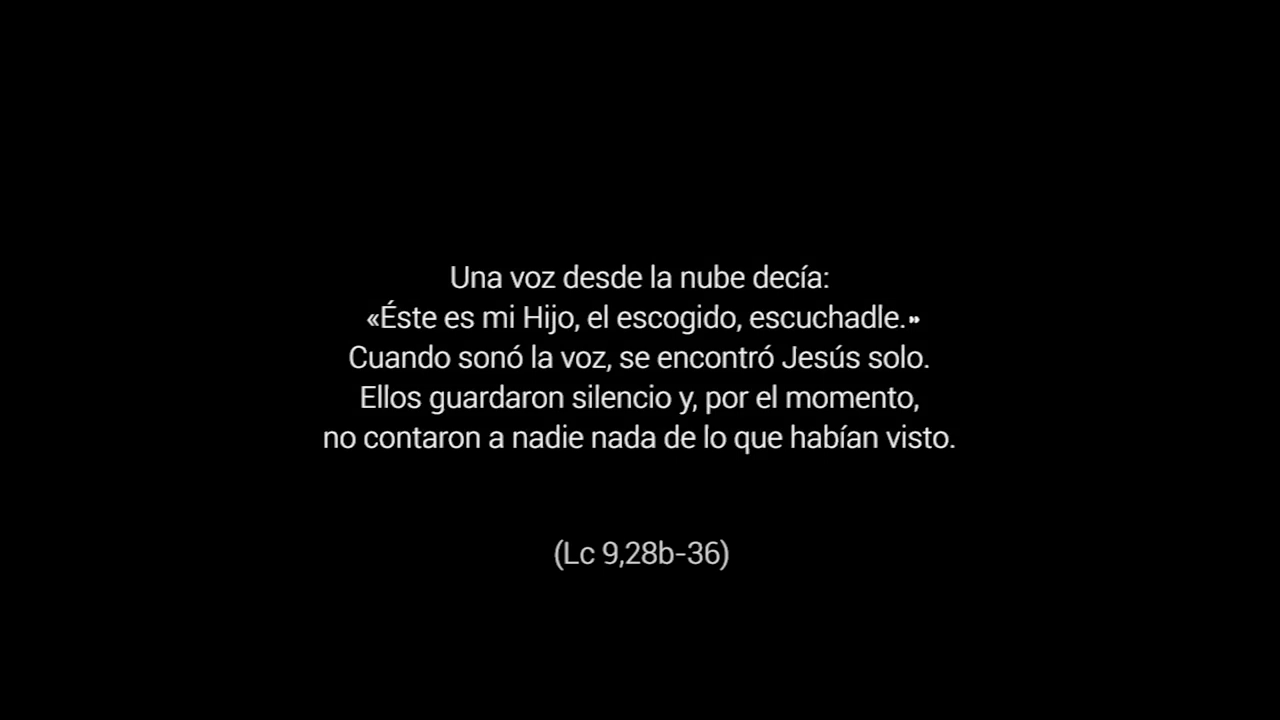 Una voz desde la nube decía:
«Éste es mi Hijo, el escogido, escuchadle.»
Cuando sonó la voz, se encontró Jesús solo.
Ellos guardaron silencio y, por el momento,
no contaron a nadie nada de lo que habían visto.
(Lc 9,28b-36)